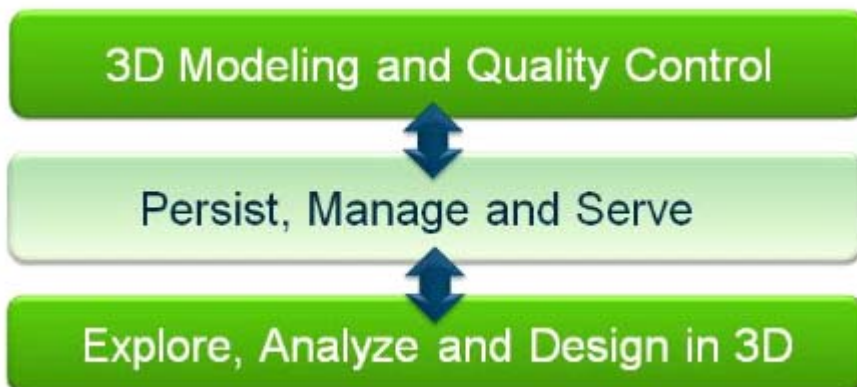 3D Modeling and Quality Control
Persist, Manage and Serve
Explore, Analyze and Design in 3D